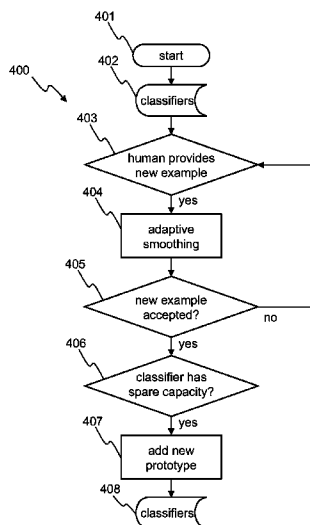 401
start
400
402
classifiers
403
human provides
new example
yes
404
adaptive
smoothing
405
new example
accepted?
no
yes
406
classifier has
spare capacity?
yes
407
add new
prototype
408
classifiers